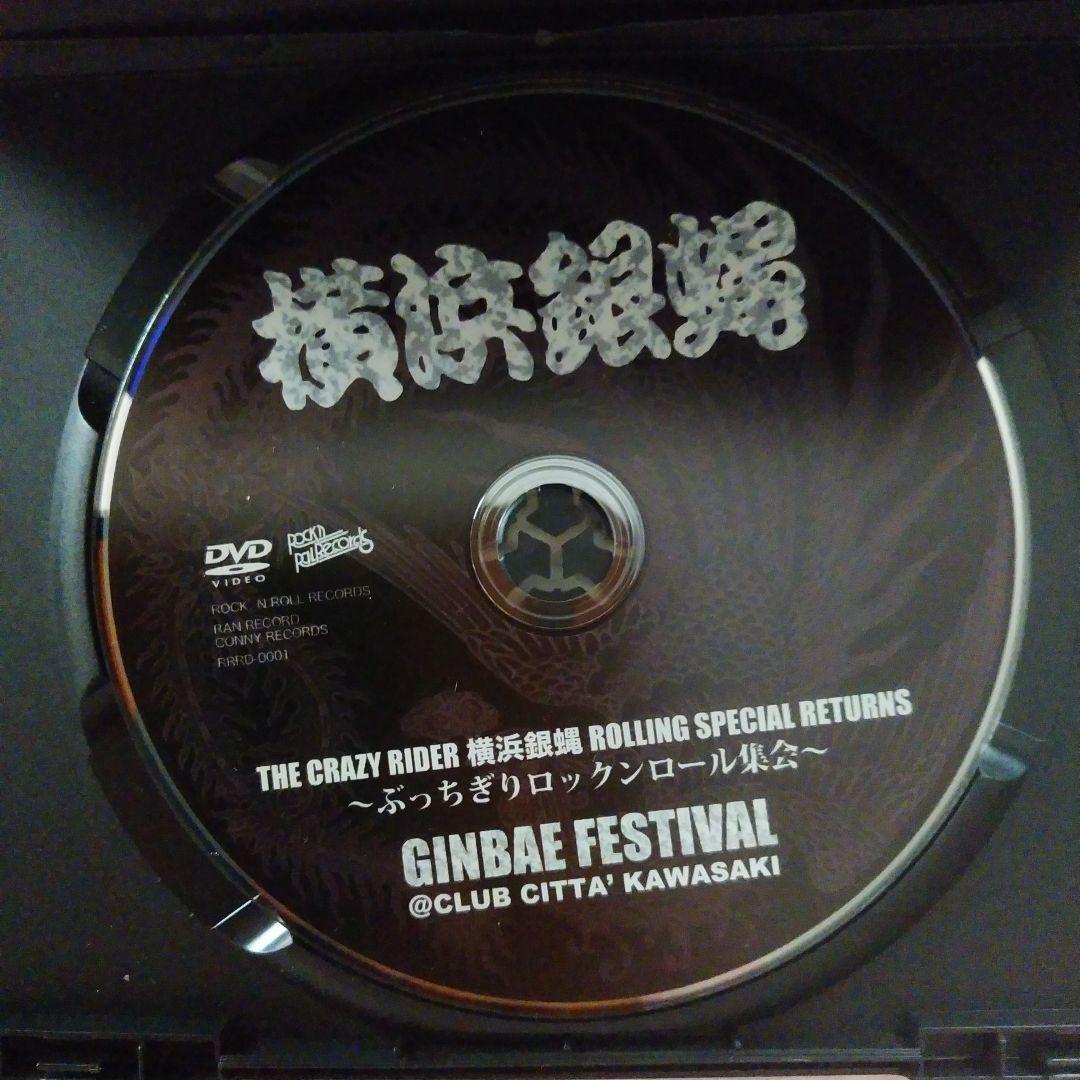 横浜銀蝿
DVD
VIDEO
ROCK'N ROLL RECORDS
ROCK 'N ROLL RECORDS
RAN RECORD
CONNY RECORDS
RRRD-0001
THE CRAZY RIDER 横浜銀蝿 ROLLING SPECIAL RETURNS
～ぶっちぎりロックンロール集会～
GINBAE FESTIVAL
@CLUB CITTA' KAWASAKI